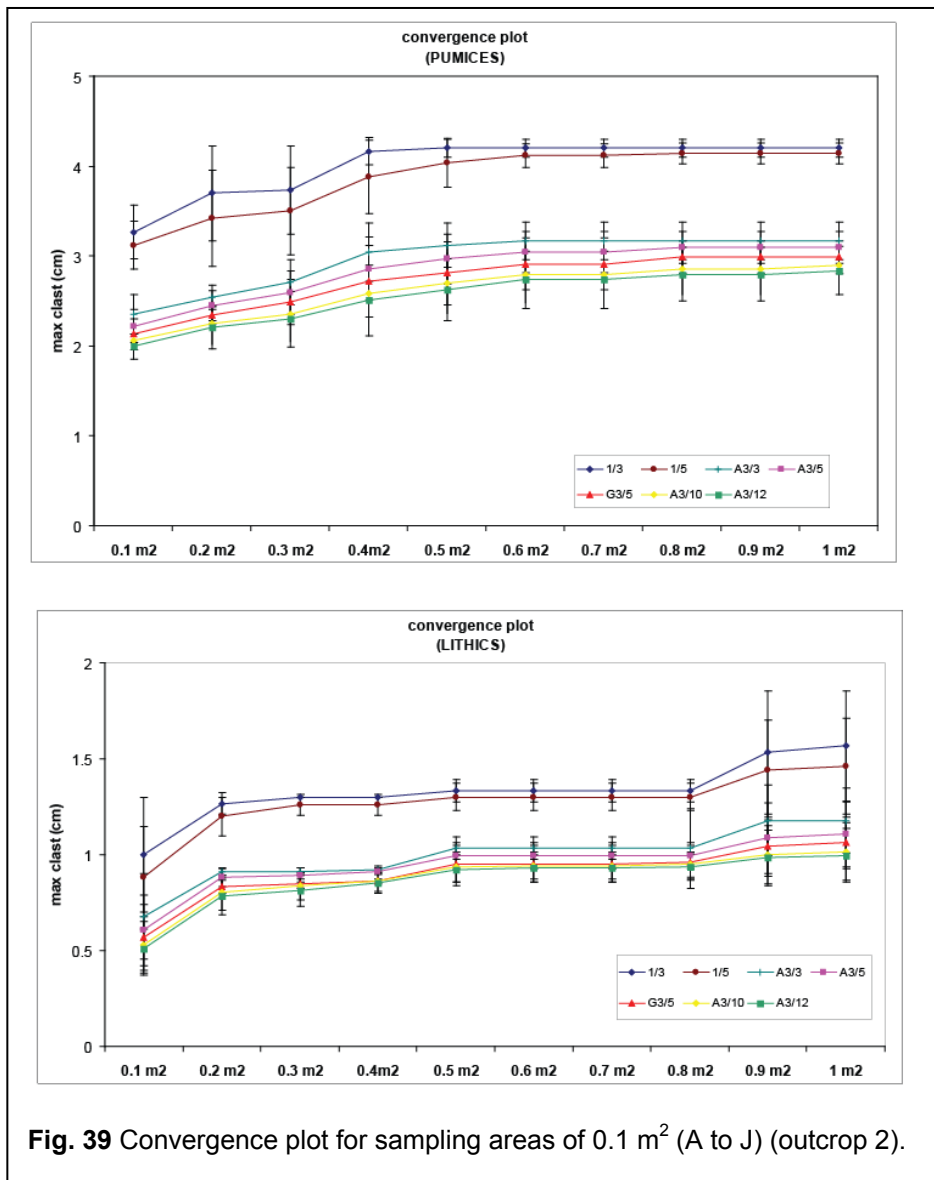 convergence plot
(PUMICES)
5
4
3
2
1
0
max clast (cm)
0.1 m2 0.2 m2 0.3 m2 0.4m2 0.5 m2 0.6 m2 0.7 m2 0.8 m2 0.9 m2 1 m2
1/3 1/5 A3/3 A3/5
G3/5 A3/10 A3/12
convergence plot
(LITHICS)
2
1.5
1
0.5
0
max clast (cm)
0.1 m2 0.2 m2 0.3 m2 0.4m2 0.5 m2 0.6 m2 0.7 m2 0.8 m2 0.9 m2 1 m2
1/3 1/5 A3/3 A3/5
G3/5 A3/10 A3/12
Fig. 39 Convergence plot for sampling areas of 0.1 m² (A to J) (outcrop 2).